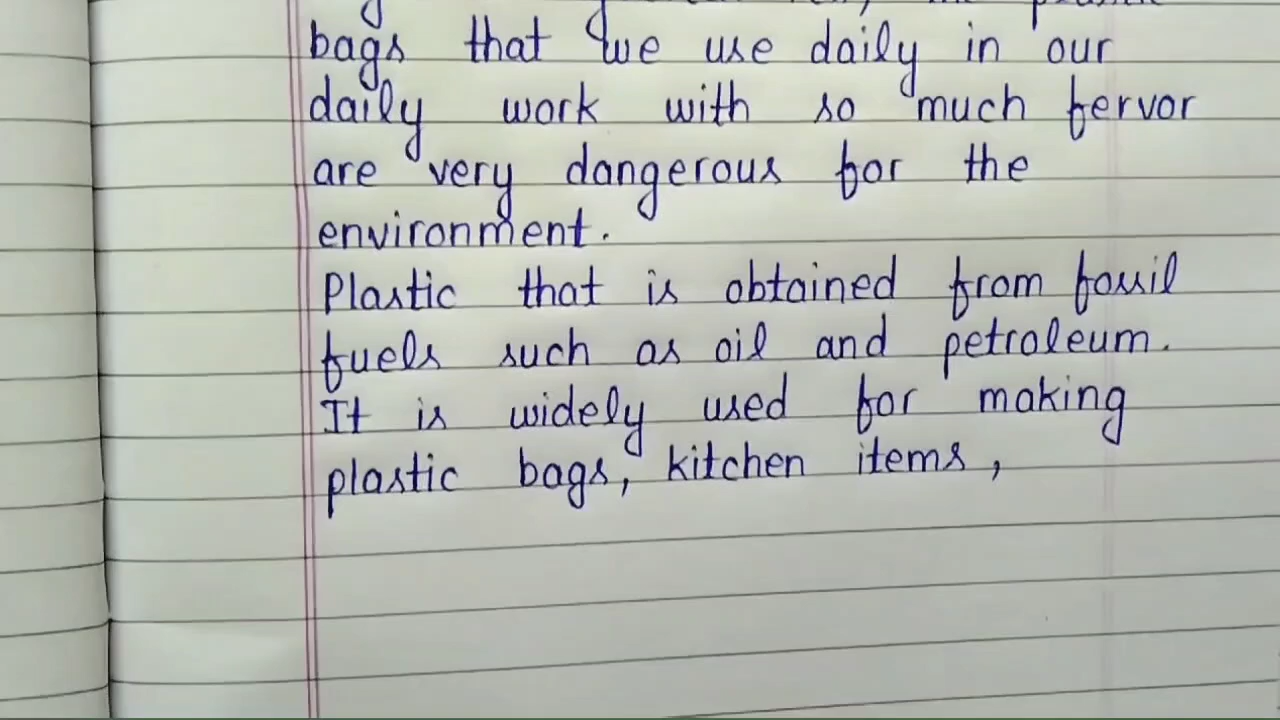 bags that we use daily in our
daily work with so much fervor
are very dangerous for the
environment.
Plastic that is obtained from fossil
fuels such as oil and petroleum.
It is widely used for making
plastic bags, kitchen items,